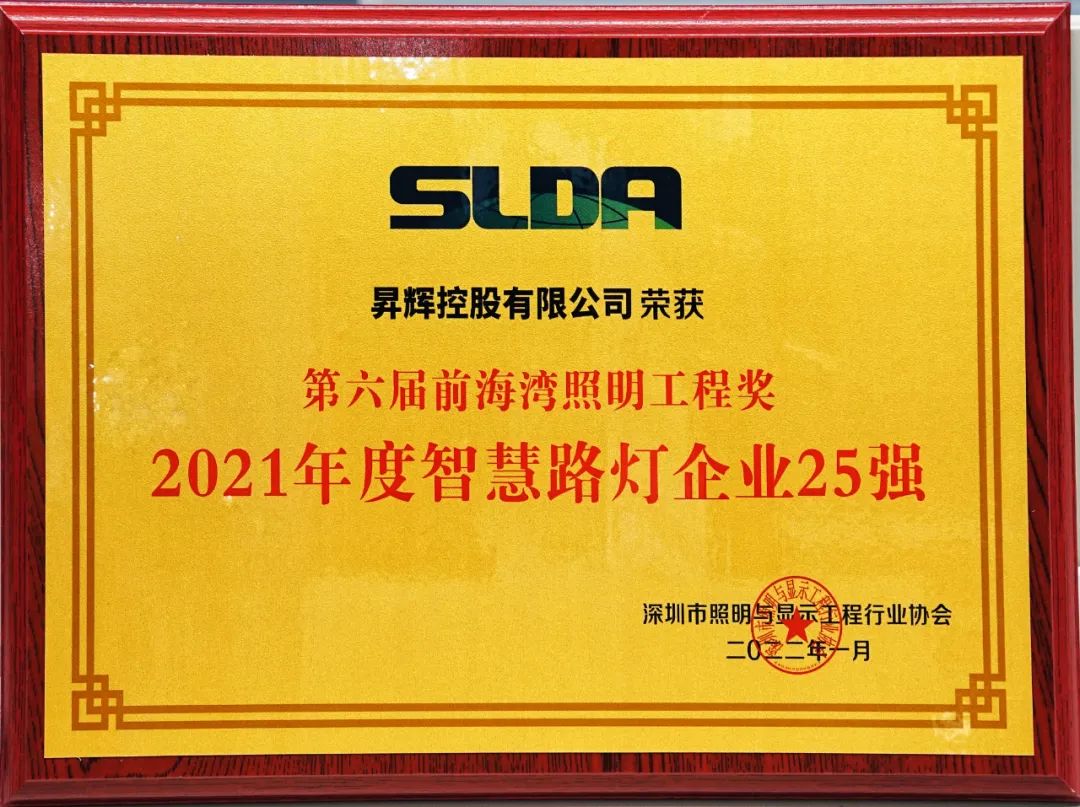 SLDA
昇辉控股有限公司荣获
第六届前海湾照明工程奖
2021年度智慧路灯企业25强
深圳市照明与显示工程行业协会
二〇二二年一月